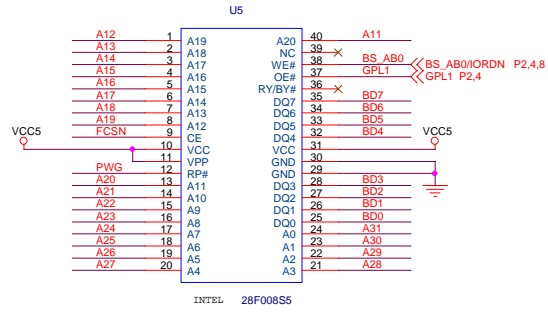 U5
A12 1 A19 A20 40 A11
A13 2 A18 NC 39
A14 3 A17 WE# 38 BS_AB0 BS_AB0/IORDN P2,4,8
A15 4 A16 OE# 37 GPL1 GPL1 P2,4
A16 5 A15 RY/BY# 36
A17 6 A14 DQ7 35 BD7
A18 7 A13 DQ6 34 BD6
A19 8 A12 DQ5 33 BD5
VCC5 FCSN 9 CE DQ4 32 BD4 VCC5
10 VCC VCC 31
11 VPP GND 30
PWG 12 RP# GND 29
A20 13 A11 DQ3 28 BD3
A21 14 A10 DQ2 27 BD2
A22 15 A9 DQ1 26 BD1
A23 16 A8 DQ0 25 BD0
A24 17 A7 A0 24 A31
A25 18 A6 A1 23 A30
A26 19 A5 A2 22 A29
A27 20 A4 A3 21 A28
INTEL 28F008S5